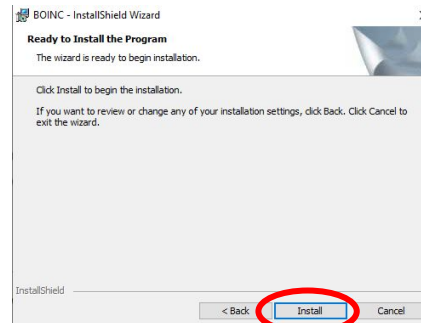 BOINC - InstallShield Wizard
Ready to Install the Program
The wizard is ready to begin installation.
Click Install to begin the installation.
If you want to review or change any of your installation settings, click Back. Click Cancel to
exit the wizard.
InstallShield
< Back Install Cancel